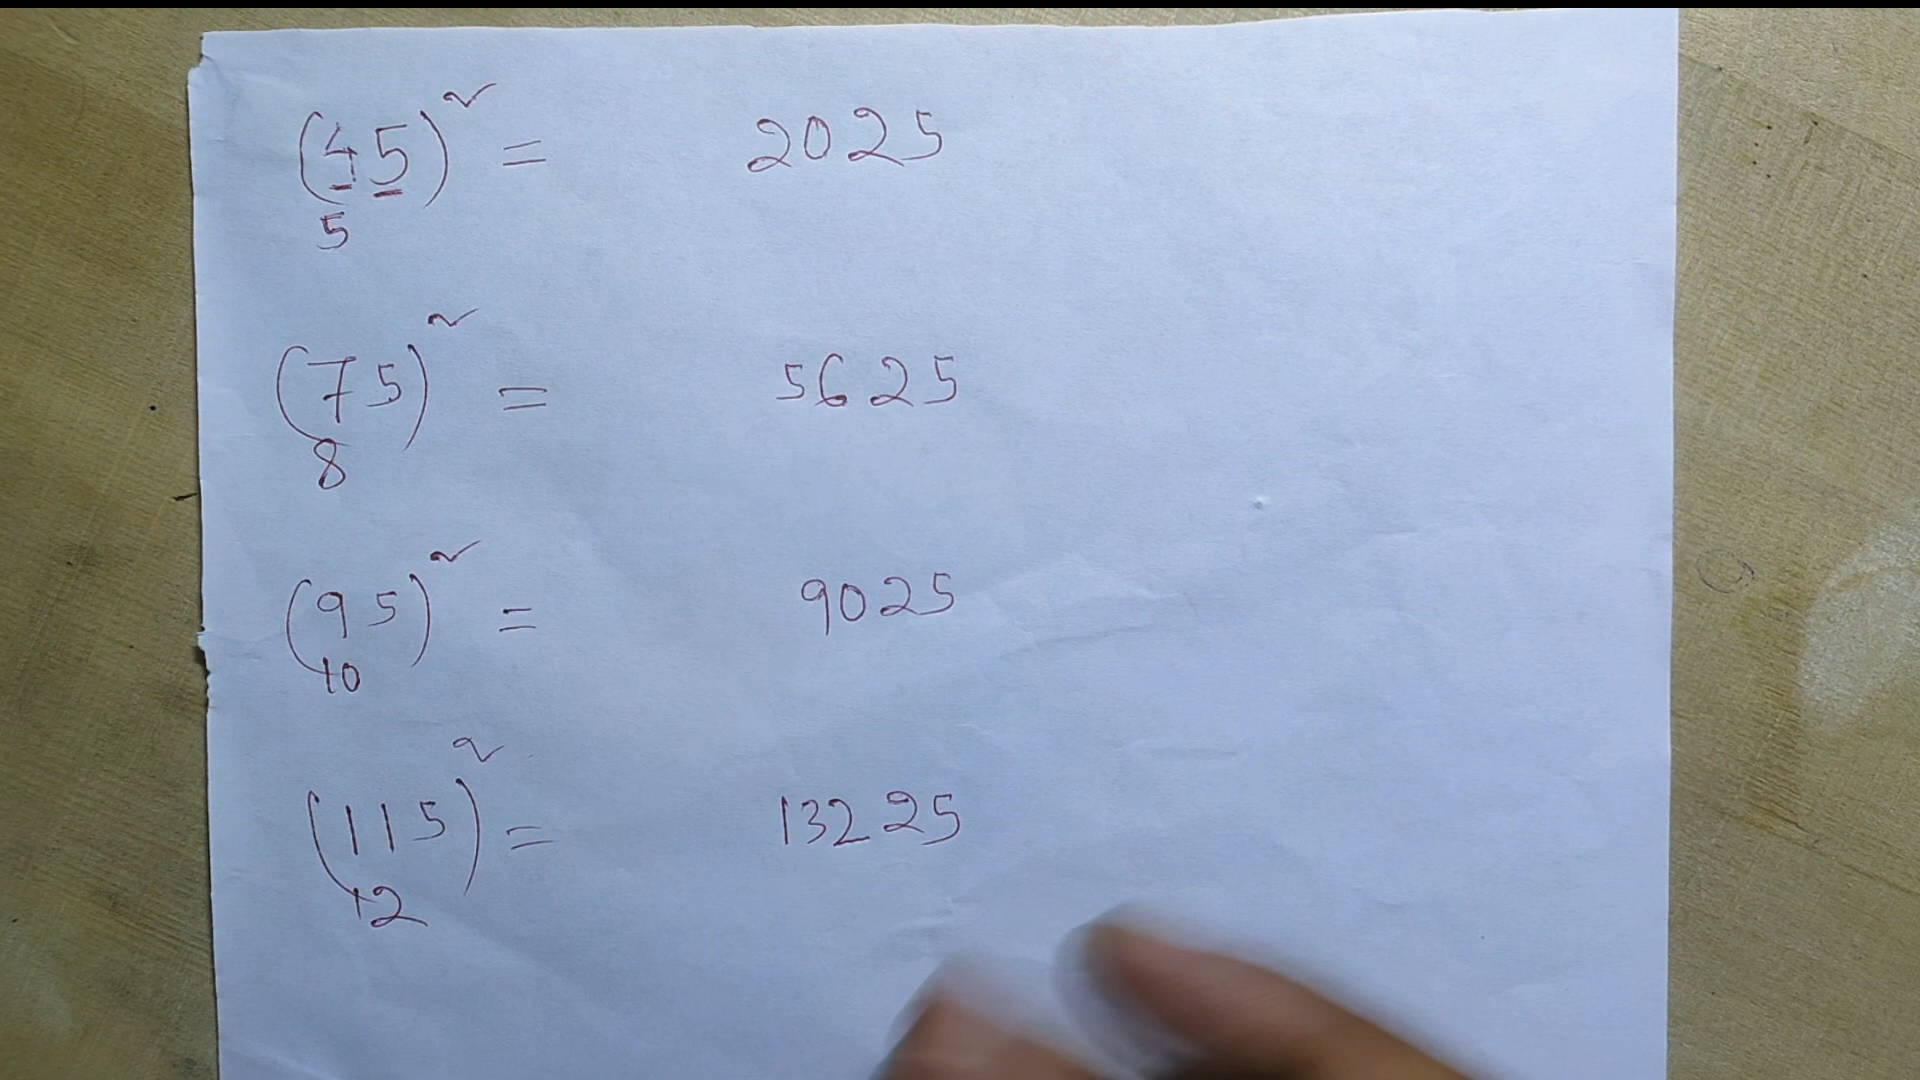 (45)² = 2025
5
(75)² = 5625
8
(95)² = 9025
10
(115)² = 13225
12